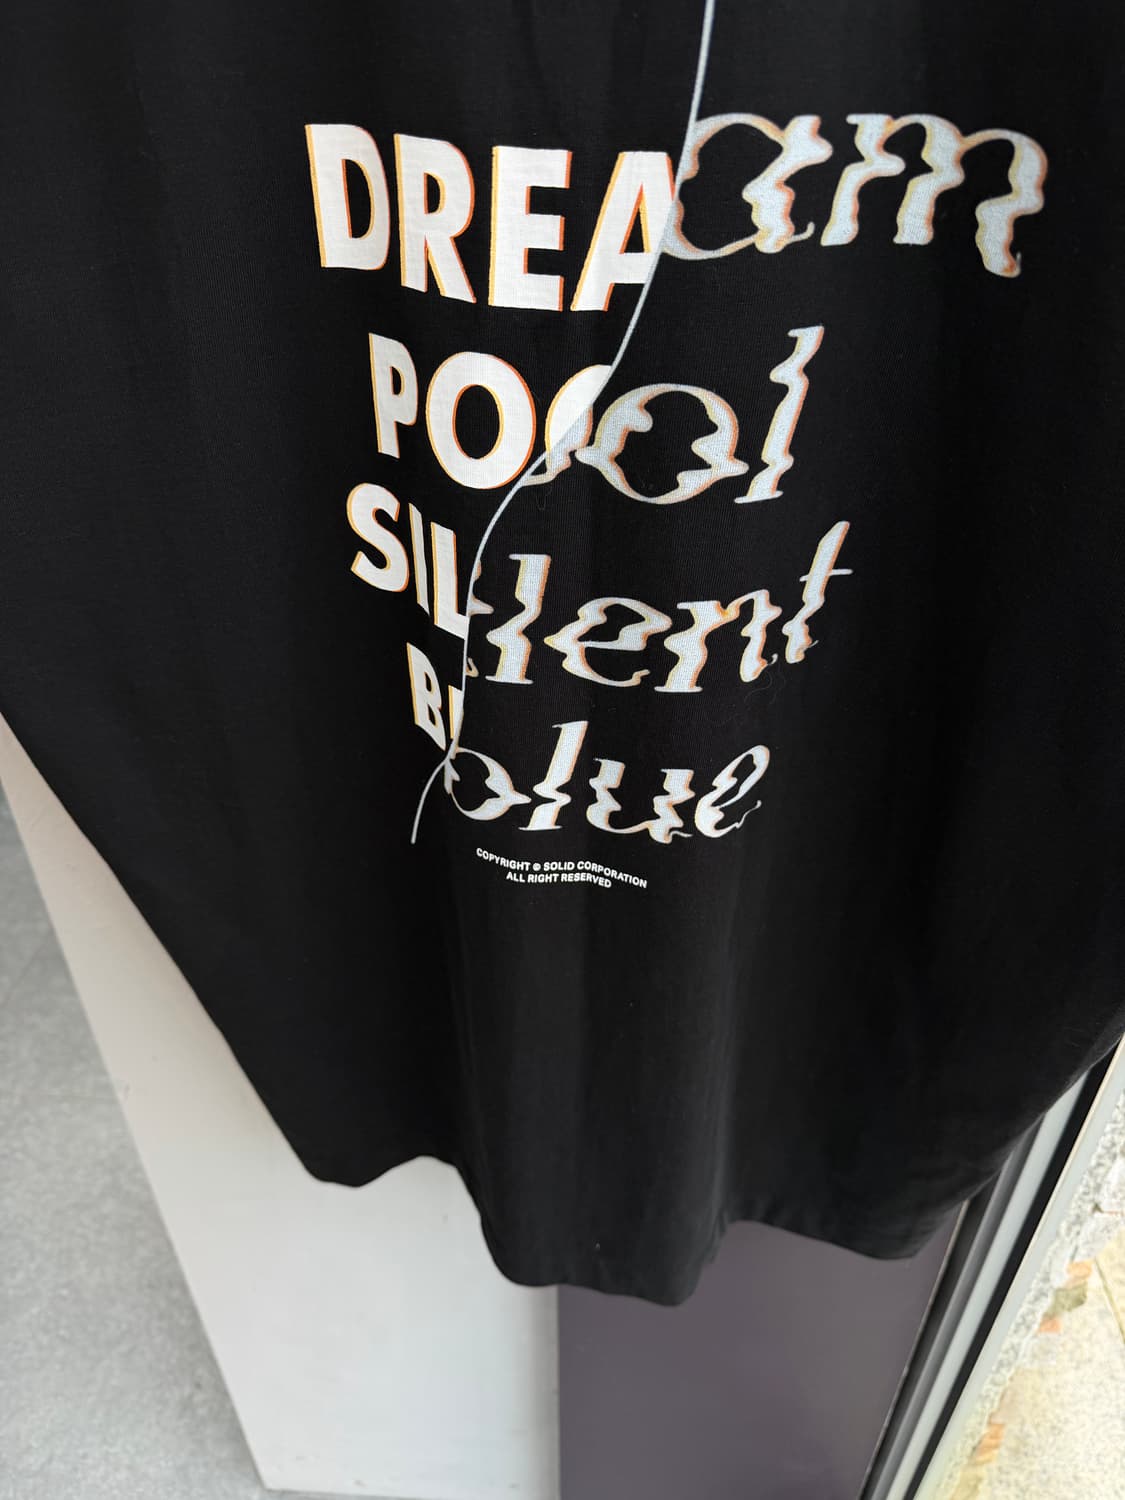 DREAam
POOol
SILlent
Blblue
COPYRIGHT © SOLID CORPORATION
ALL RIGHT RESERVED